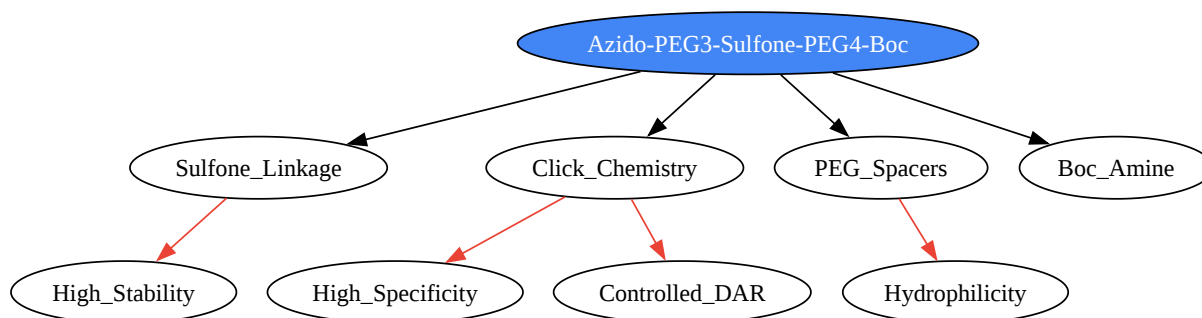 Azido-PEG3-Sulfone-PEG4-Boc
Sulfone_Linkage
Click_Chemistry
PEG_Spacers
Boc_Amine
High_Stability
High_Specificity
Controlled_DAR
Hydrophilicity